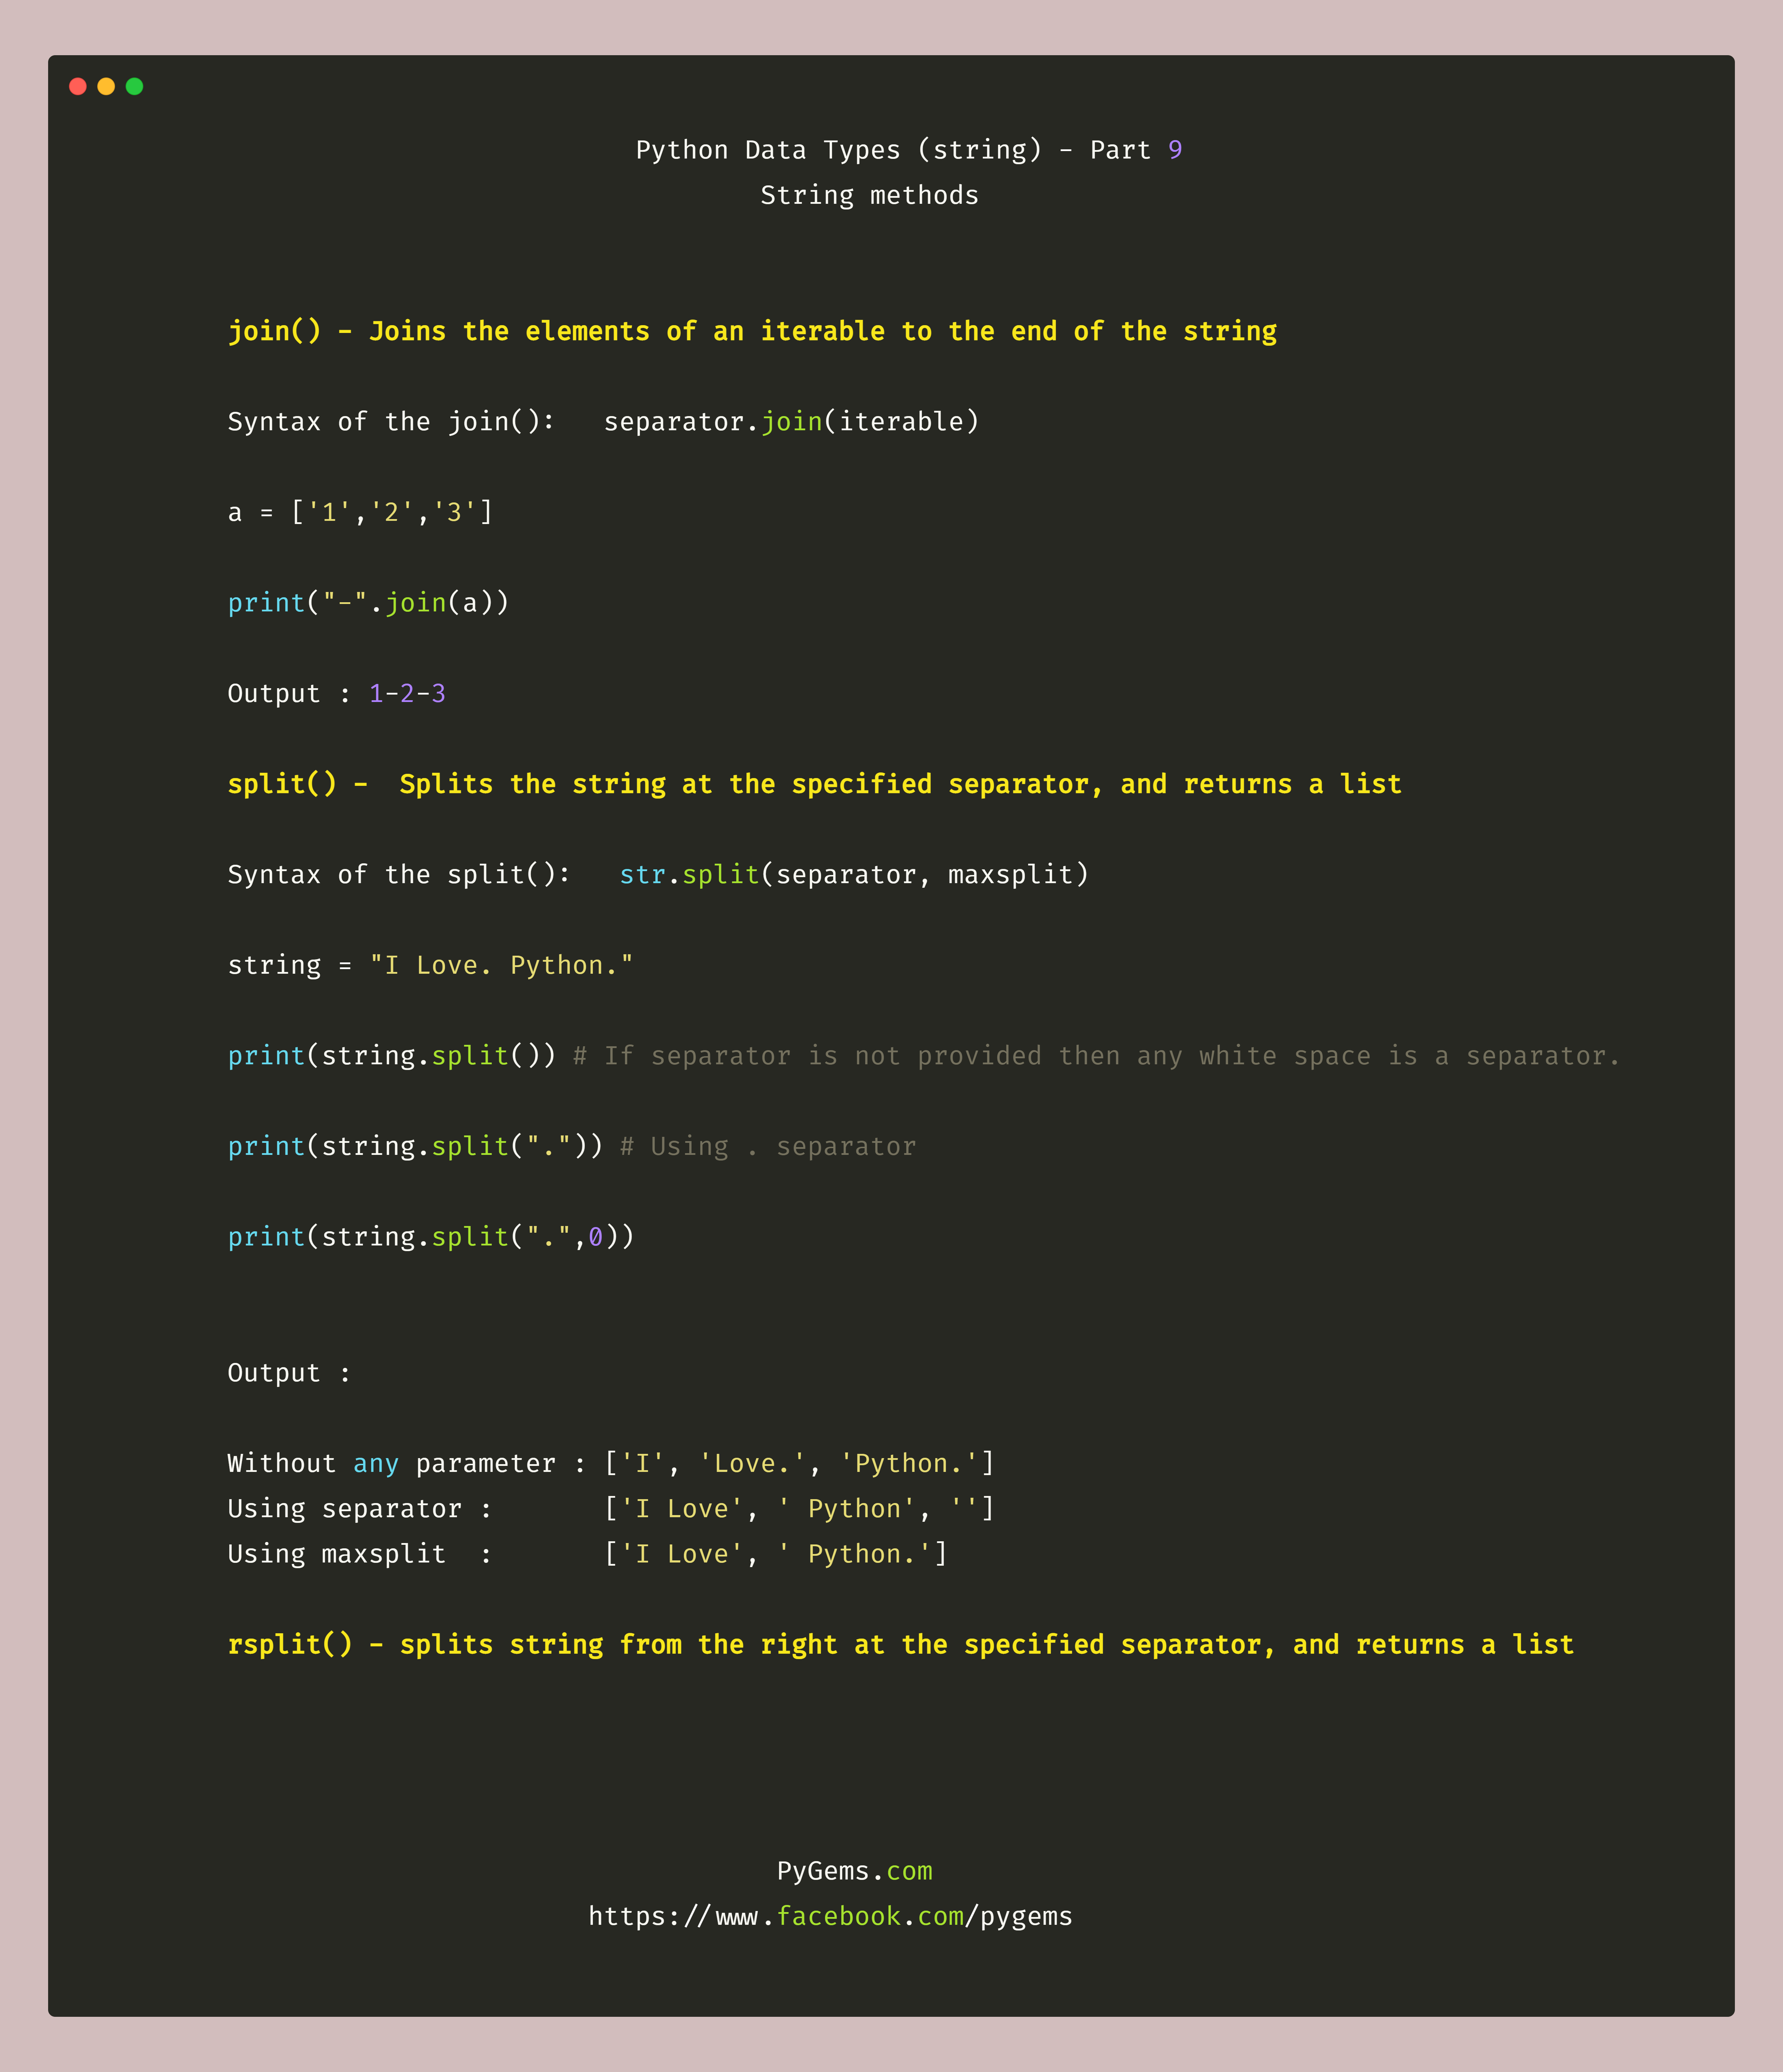 Python Data Types (string) - Part 9
String methods
join() - Joins the elements of an iterable to the end of the string
Syntax of the join():   separator.join(iterable)
a = ['1','2','3']
print("-".join(a))
Output : 1-2-3
split() -  Splits the string at the specified separator, and returns a list
Syntax of the split():   str.split(separator, maxsplit)
string = "I Love. Python."
print(string.split()) # If separator is not provided then any white space is a separator.
print(string.split(".")) # Using . separator
print(string.split(".",0))
Output :
Without any parameter : ['I', 'Love.', 'Python.']
Using separator :       ['I Love', ' Python', '']
Using maxsplit  :       ['I Love', ' Python.']
rsplit() - splits string from the right at the specified separator, and returns a list
PyGems.com
https://www.facebook.com/pygems